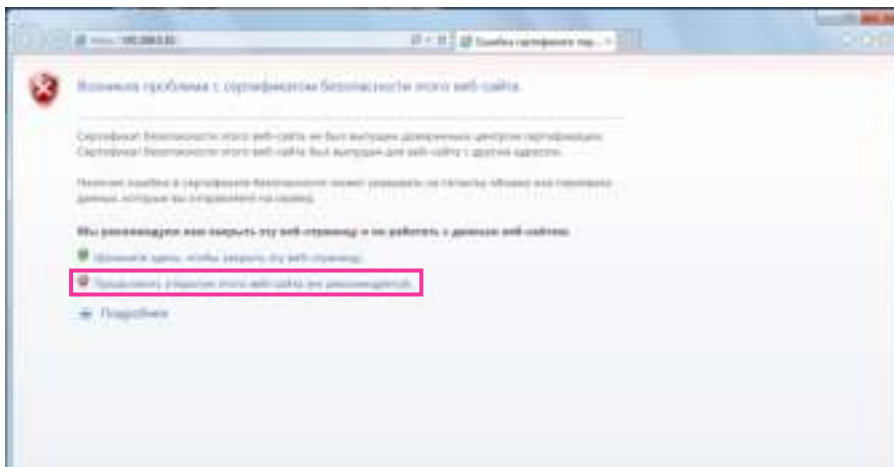 Ошибка сертификата пер...
Возникла проблема с сертификатом безопасности этого веб-сайта.
Сертификат безопасности этого веб-сайта не был выпущен доверенным центром сертификации.
Сертификат безопасности этого веб-сайта был выпущен для веб-сайта с другим адресом.
Наличие ошибок в сертификате безопасности может указывать на попытку обмана или перехвата
данных, которые вы отправляете на сервер.
Мы рекомендуем вам закрыть эту веб-страницу и не работать с данным веб-сайтом.
Щелкните здесь, чтобы закрыть эту веб-страницу.
Продолжить открытие этого веб-сайта (не рекомендуется).
Подробнее